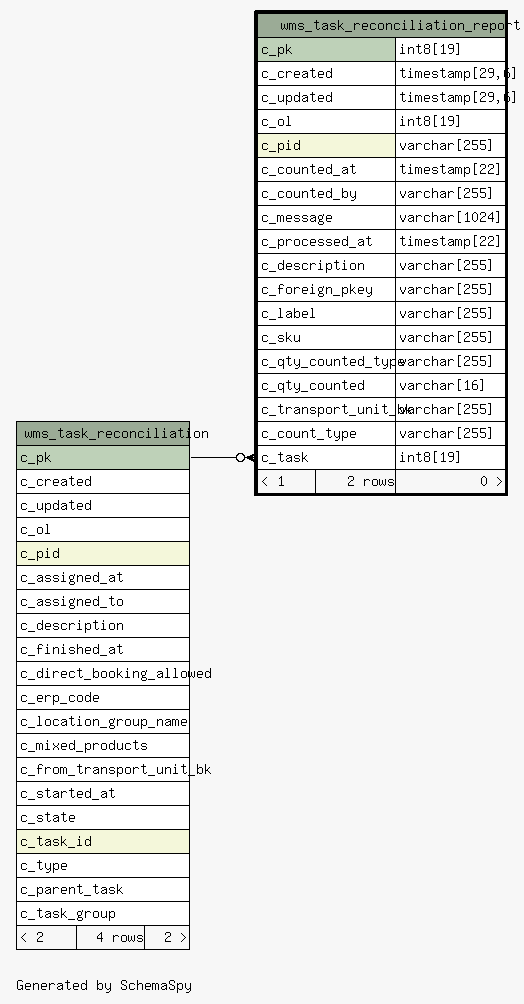 wms_task_reconciliation_report
c_pk int8[19]
c_created timestamp[29,6]
c_updated timestamp[29,6]
c_ol int8[19]
c_pid varchar[255]
c_counted_at timestamp[22]
c_counted_by varchar[255]
c_message varchar[1024]
c_processed_at timestamp[22]
c_description varchar[255]
c_foreign_pkey varchar[255]
c_label varchar[255]
c_sku varchar[255]
c_qty_counted_type varchar[255]
c_qty_counted varchar[16]
c_transport_unit_bk varchar[255]
c_count_type varchar[255]
c_task int8[19]
< 1 2 rows 0 >
wms_task_reconciliation
c_pk
c_created
c_updated
c_ol
c_pid
c_assigned_at
c_assigned_to
c_description
c_finished_at
c_direct_booking_allowed
c_erp_code
c_location_group_name
c_mixed_products
c_from_transport_unit_bk
c_started_at
c_state
c_task_id
c_type
c_parent_task
c_task_group
< 2 4 rows 2 >
Generated by SchemaSpy